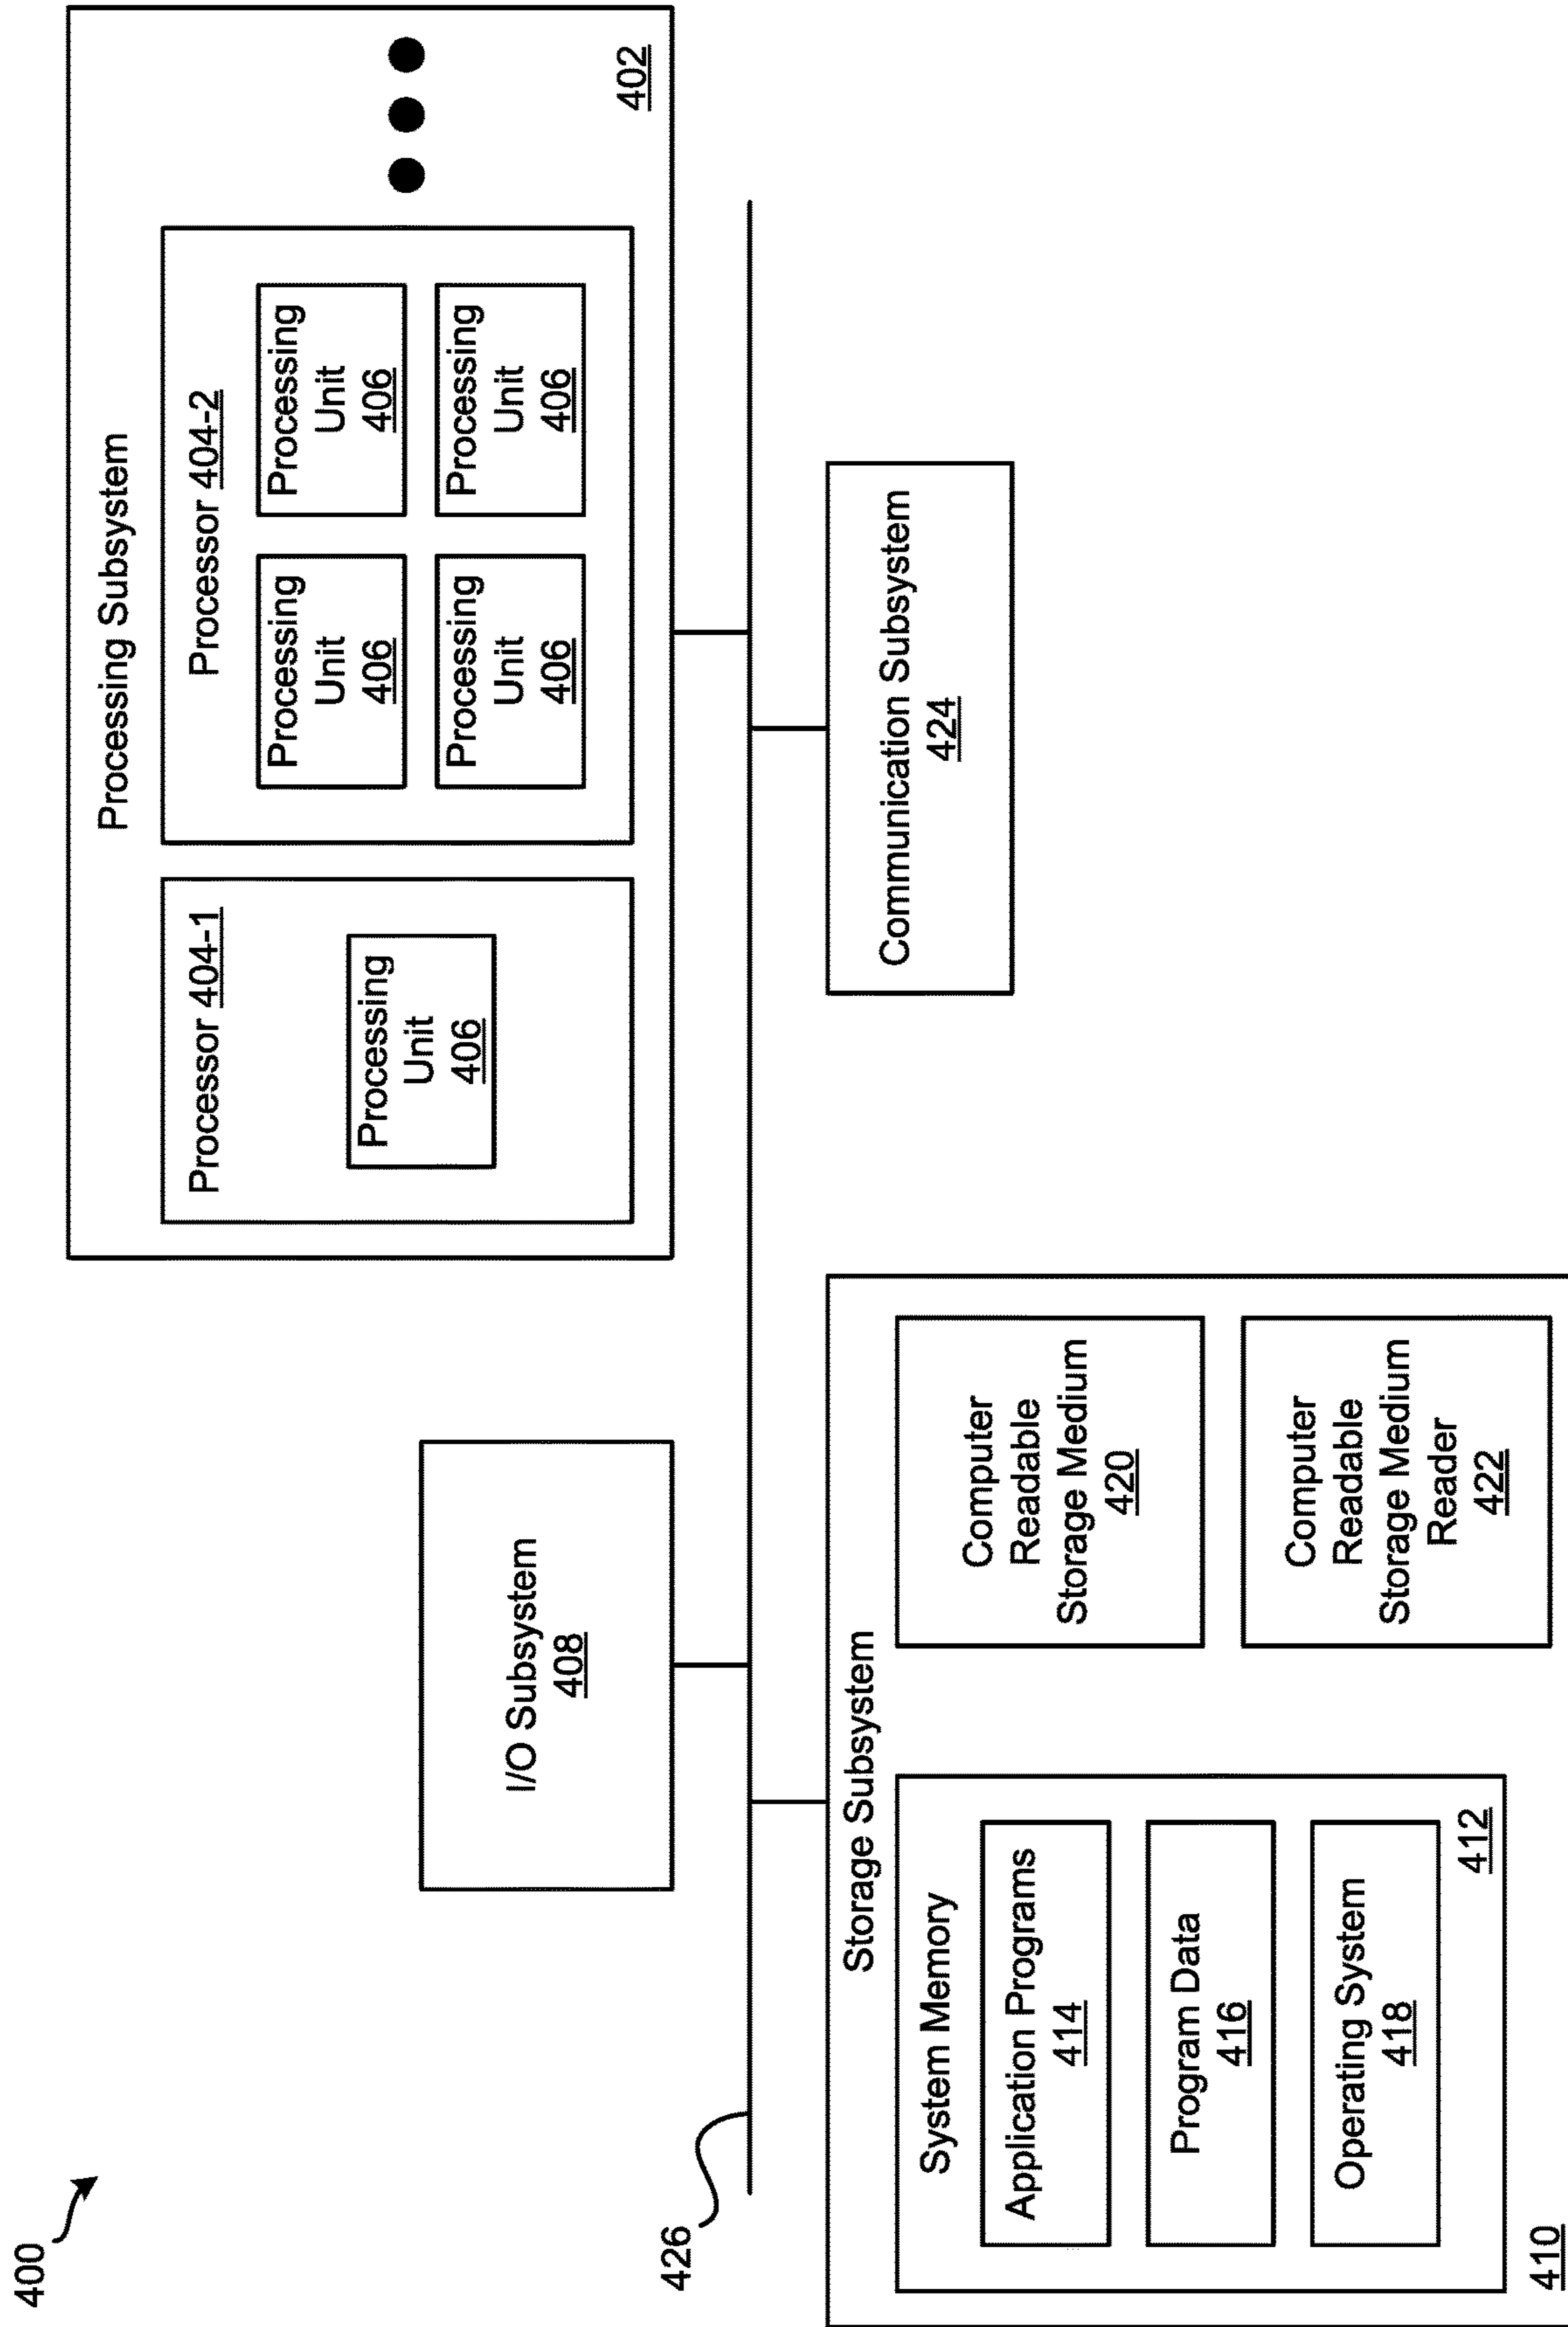 400
Processing Subsystem
Processor 404-1
Processing
Unit
406
Processor 404-2
Processing
Unit
406
Processing
Unit
406
Processing
Unit
406
Processing
Unit
406
402
I/O Subsystem
408
426
Storage Subsystem
System Memory
Application Programs
414
Program Data
416
Operating System
418
412
Computer
Readable
Storage Medium
420
Computer
Readable
Storage Medium
Reader
422
410
Communication Subsystem
424